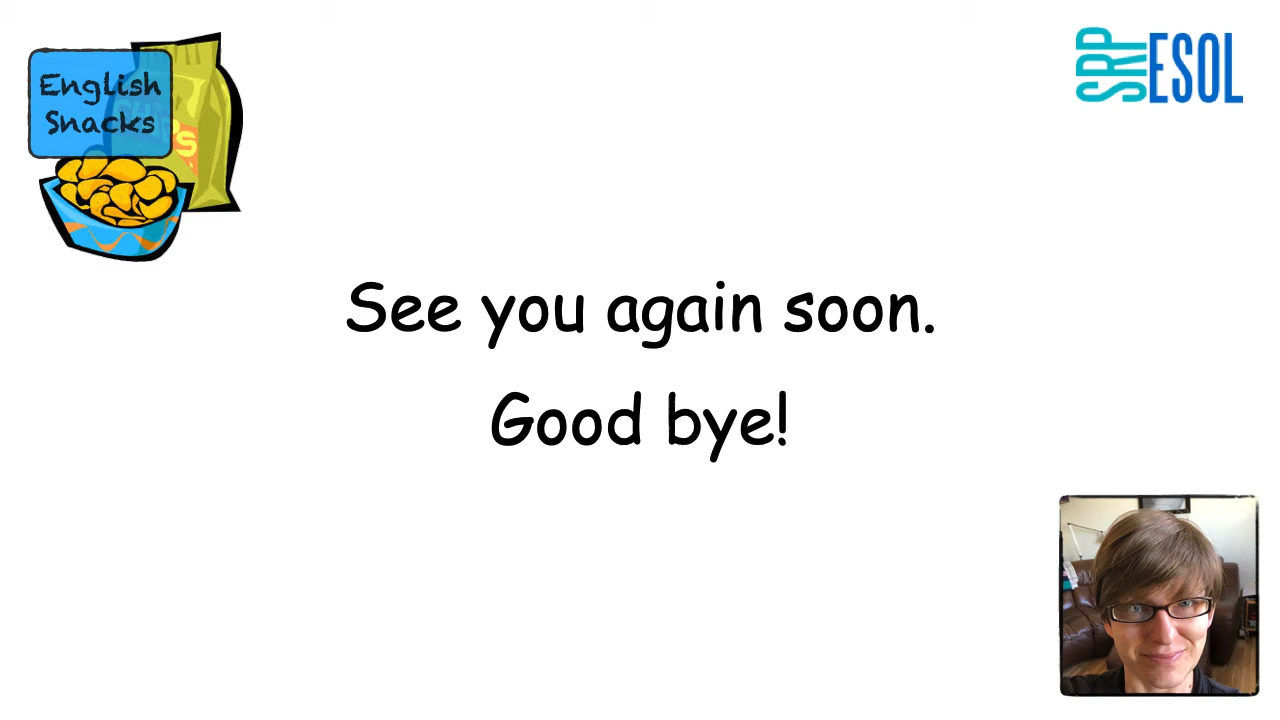 English
Snacks
SRP
ESOL
See you again soon.
Good bye!